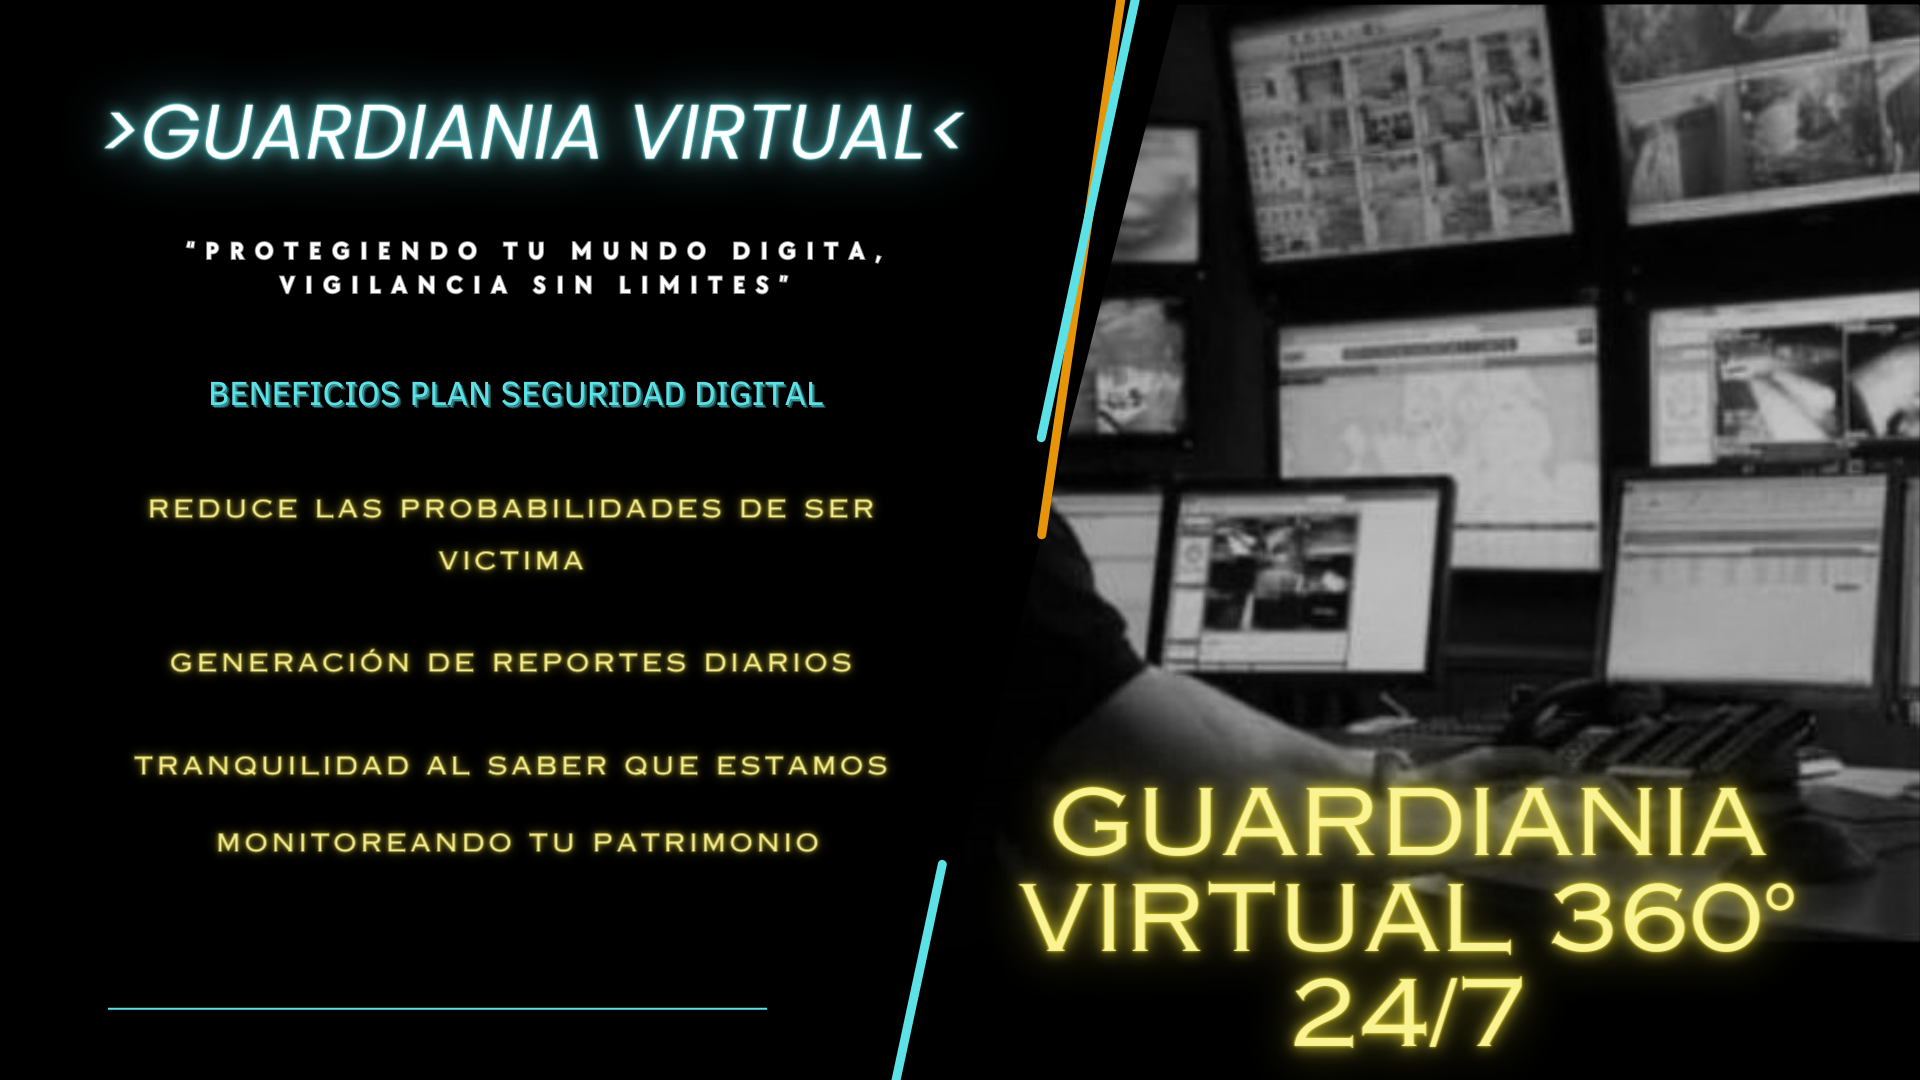 >GUARDIANIA VIRTUAL<
"PROTEGIENDO TU MUNDO DIGITA,
VIGILANCIA SIN LIMITES"
BENEFICIOS PLAN SEGURIDAD DIGITAL
REDUCE LAS PROBABILIDADES DE SER
VICTIMA
GENERACIÓN DE REPORTES DIARIOS
TRANQUILIDAD AL SABER QUE ESTAMOS
MONITOREANDO TU PATRIMONIO
GUARDIANIA
VIRTUAL 360°
24/7